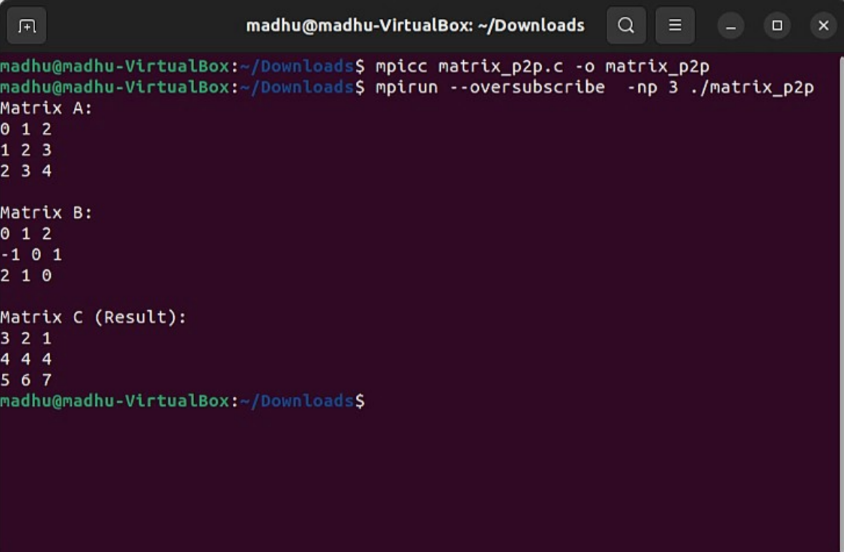 madhu@madhu-VirtualBox: ~/Downloads
madhu@madhu-VirtualBox:~/Downloads$ mpicc matrix_p2p.c -o matrix_p2p
madhu@madhu-VirtualBox:~/Downloads$ mpirun --oversubscribe  -np 3 ./matrix_p2p
Matrix A:
0 1 2
1 2 3
2 3 4
Matrix B:
0 1 2
-1 0 1
2 1 0
Matrix C (Result):
3 2 1
4 4 4
5 6 7
madhu@madhu-VirtualBox:~/Downloads$